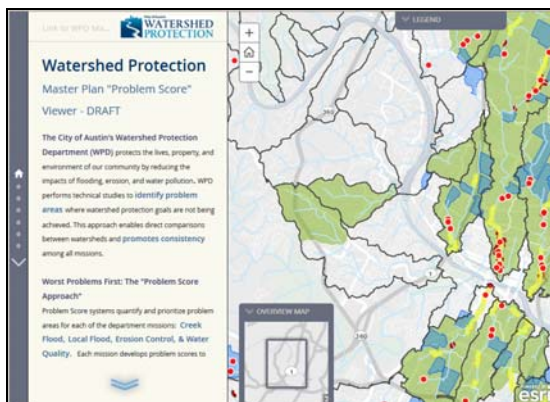 Link to WPD Ma...
WATERSHED
PROTECTION
Watershed Protection
Master Plan "Problem Score"
Viewer - DRAFT
The City of Austin's Watershed Protection
Department (WPD) protects the lives, property, and
environment of our community by reducing the
impacts of flooding, erosion, and water pollution. WPD
performs technical studies to identify problem
areas where watershed protection goals are not being
achieved. This approach enables direct comparisons
between watersheds and promotes consistency
among all missions.
Worst Problems First: The "Problem Score
Approach"
Problem Score systems quantify and prioritize problem
areas for each of the department missions: Creek
Flood, Local Flood, Erosion Control, & Water
Quality. Each mission develops problem scores to
LEGEND
360
1
OVERVIEW MAP
1
360
esri